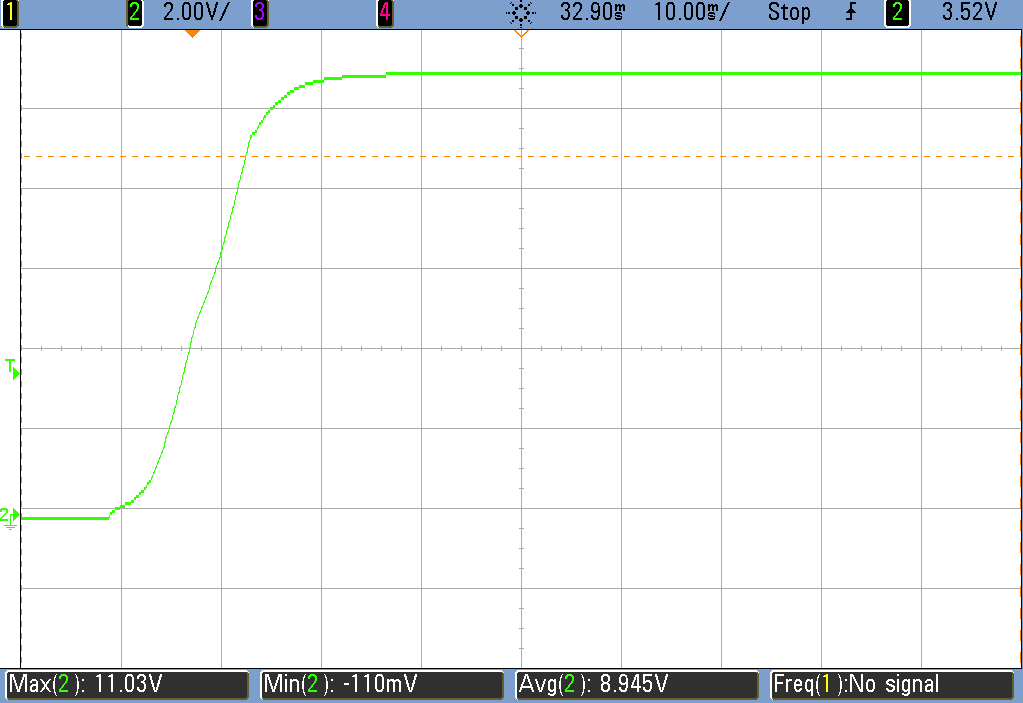 1 2 2.00V/ 3 4 32.90ms 10.00ms/ Stop 2 3.52V
T
2
Max(2): 11.03V Min(2): -110mV Avg(2): 8.945V Freq(1):No signal